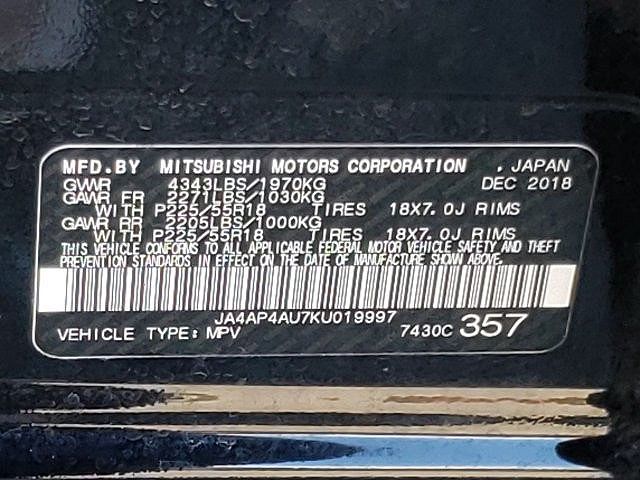 MFD.BY MITSUBISHI MOTORS CORPORATION , JAPAN
GVWR 4343LBS/1970KG DEC 2018
GAWR FR 2271LBS/1030KG
WITH P225/55R18 TIRES 18X7.0J RIMS
GAWR RR 2205LBS/1000KG
WITH P225/55R18 TIRES 18X7.0J RIMS
THIS VEHICLE CONFORMS TO ALL APPLICABLE FEDERAL MOTOR VEHICLE SAFETY AND THEFT
PREVENTION STANDARDS IN EFFECT ON THE DATE OF MANUFACTURE SHOWN ABOVE.
JA4AP4AU7KU019997
VEHICLE TYPE: MPV 7430C 357